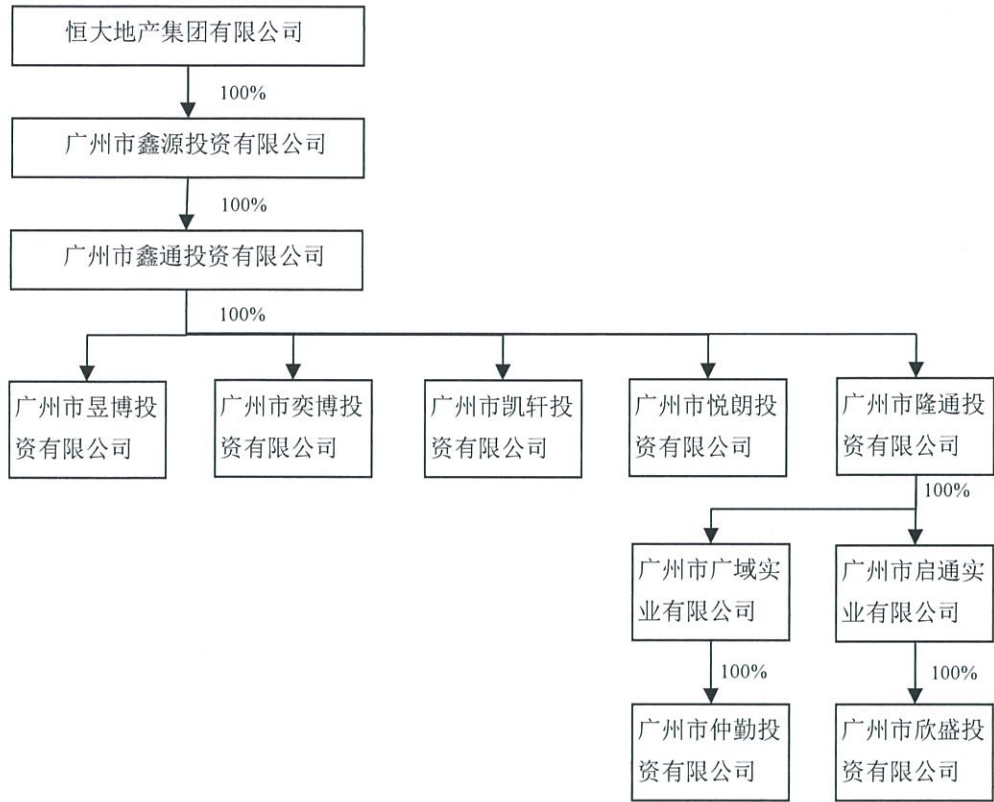 恒大地产集团有限公司
100%
广州市鑫源投资有限公司
100%
广州市鑫通投资有限公司
100%
广州市昱博投
资有限公司
广州市奕博投
资有限公司
广州市凯轩投
资有限公司
广州市悦朗投
资有限公司
广州市隆通投
资有限公司
100%
广州市广域实
业有限公司
广州市启通实
业有限公司
100%
100%
广州市仲勤投
资有限公司
广州市欣盛投
资有限公司